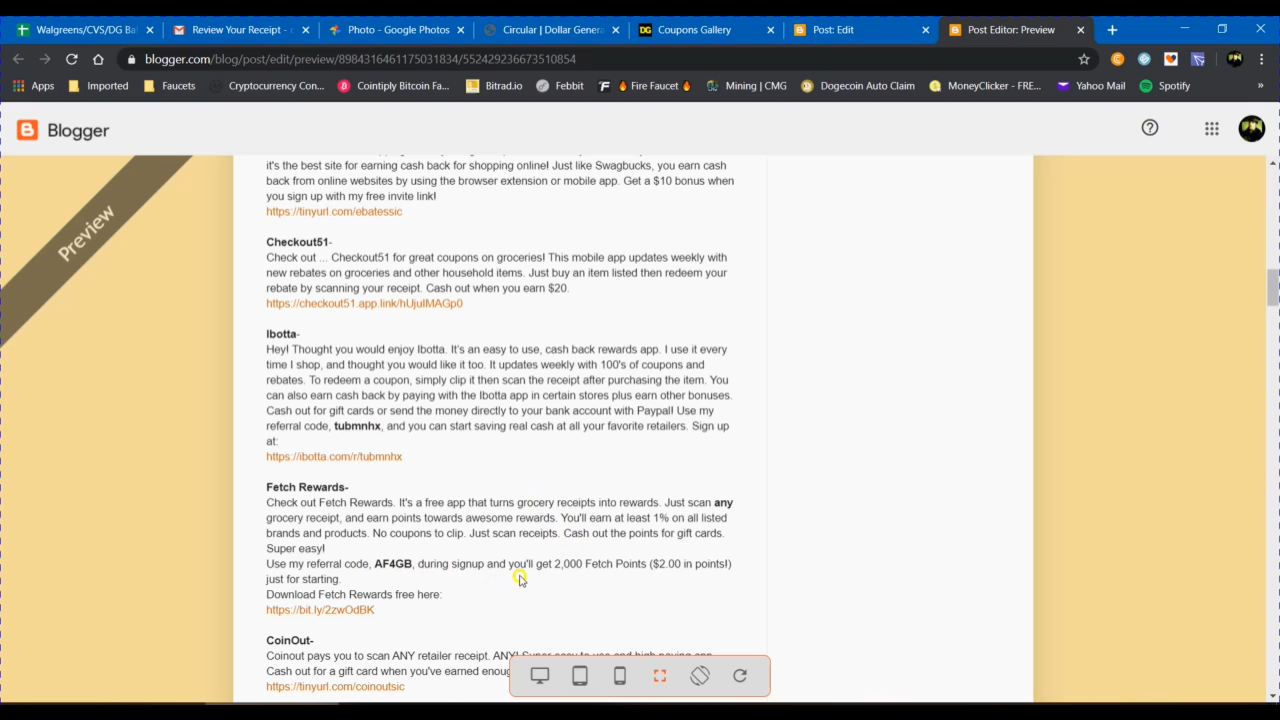 Walgreens/CVS/DG Ba
Review Your Receipt -
Photo - Google Photos
Circular | Dollar Gener
DG
Coupons Gallery
Post: Edit
Post Editor: Preview
blogger.com/blog/post/edit/preview/8984316461175031834/552429236673510854
Apps
Imported
Faucets
Cryptocurrency Con...
Cointiply Bitcoin Fa...
Bitrad.io
Febbit
Fire Faucet
Mining | CMG
Dogecoin Auto Claim
MoneyClicker - FRE...
Yahoo Mail
Spotify
»
Blogger
Preview
it's the best site for earning cash back for shopping online! Just like Swagbucks, you earn cash
back from online websites by using the browser extension or mobile app. Get a $10 bonus when
you sign up with my free invite link!
https://tinyurl.com/ebatessic
Checkout51-
Check out ... Checkout51 for great coupons on groceries! This mobile app updates weekly with
new rebates on groceries and other household items. Just buy an item listed then redeem your
rebate by scanning your receipt. Cash out when you earn $20.
https://checkout51.app.link/hUjuIMAGp0
Ibotta-
Hey! Thought you would enjoy Ibotta. It's an easy to use, cash back rewards app. I use it every
time I shop, and thought you would like it too. It updates weekly with 100's of coupons and
rebates. To redeem a coupon, simply clip it then scan the receipt after purchasing the item. You
can also earn cash back by paying with the Ibotta app in certain stores plus earn other bonuses.
Cash out for gift cards or send the money directly to your bank account with Paypal! Use my
referral code, tubmnhx, and you can start saving real cash at all your favorite retailers. Sign up
at:
https://ibotta.com/r/tubmnhx
Fetch Rewards-
Check out Fetch Rewards. It's a free app that turns grocery receipts into rewards. Just scan any
grocery receipt, and earn points towards awesome rewards. You'll earn at least 1% on all listed
brands and products. No coupons to clip. Just scan receipts. Cash out the points for gift cards.
Super easy!
Use my referral code, AF4GB, during signup and you'll get 2,000 Fetch Points ($2.00 in points!)
just for starting.
Download Fetch Rewards free here:
https://bit.ly/2zwOdBK
CoinOut-
Coinout pays you to scan ANY retailer receipt. ANY! Super easy to use and high paying app.
Cash out for a gift card when you've earned enoug
https://tinyurl.com/coinoutsic